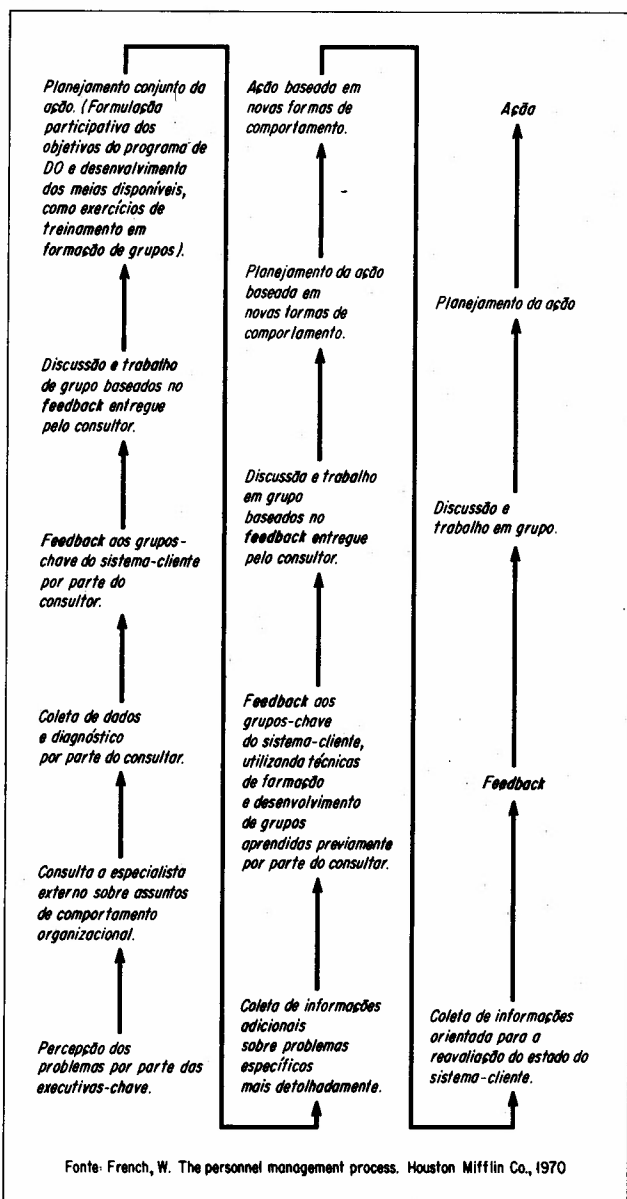 Planejamento conjunto da
ação. (Formulação
participativa dos
objetivos do programa de
DO e desenvolvimento
dos meias disponíveis,
como exercícios de
treinamento em
formação de grupos).
Discussão e trabalho
de grupo baseados no
feedback entregue
pelo consultor.
Feedback aos grupos-
chave do sistema-cliente
por parte do
consultor.
Coleta de dados
e diagnóstico
por parte do consultar.
Consulta a especialista
externo sobre assuntos
de comportamento
organizacional.
Percepção dos
problemas por parte das
executivas-chave.
Ação baseada em
novas formas de
comportamento.
Planejamento da ação
baseada em
novas formas de
comportamento.
Discussão e trabalho
em grupo
baseados no
feedback entregue
pelo consultor.
Feedback aos
grupos-chave
do sistema-cliente,
utilizando técnicas
de farmação
e desenvolvimento
de grupos
aprendidas previamente
por parte do consultar.
Coleta de informações
adicionais
sobre problemas
específicos
mais detolhadamente.
Ação
Planejamento da ação
Discussão e
trabalho em grupo.
Feedback
Coleta de informações
orientada para a
reavaliação do estado do
sistema-cliente.
Fonte: French, W. The personnel management process. Houston Mifflin Co., 1970